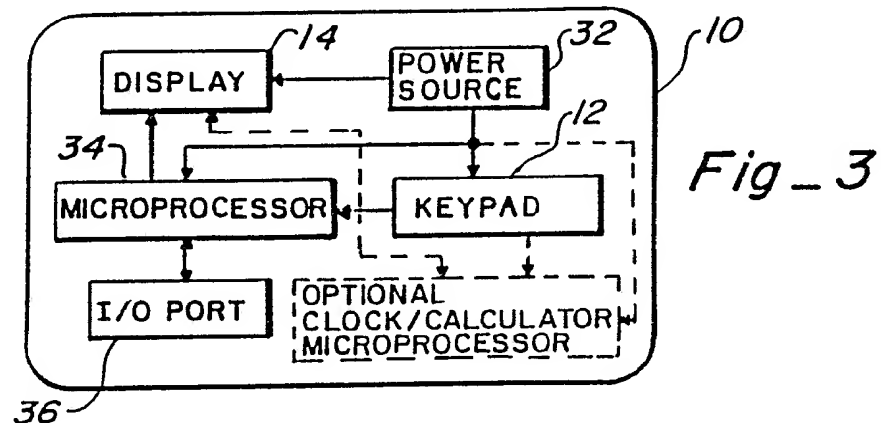 14
32
10
DISPLAY
POWER
SOURCE
34
12
Fig_3
MICROPROCESSOR
KEYPAD
I/O PORT
OPTIONAL
CLOCK/CALCULATOR
MICROPROCESSOR
36